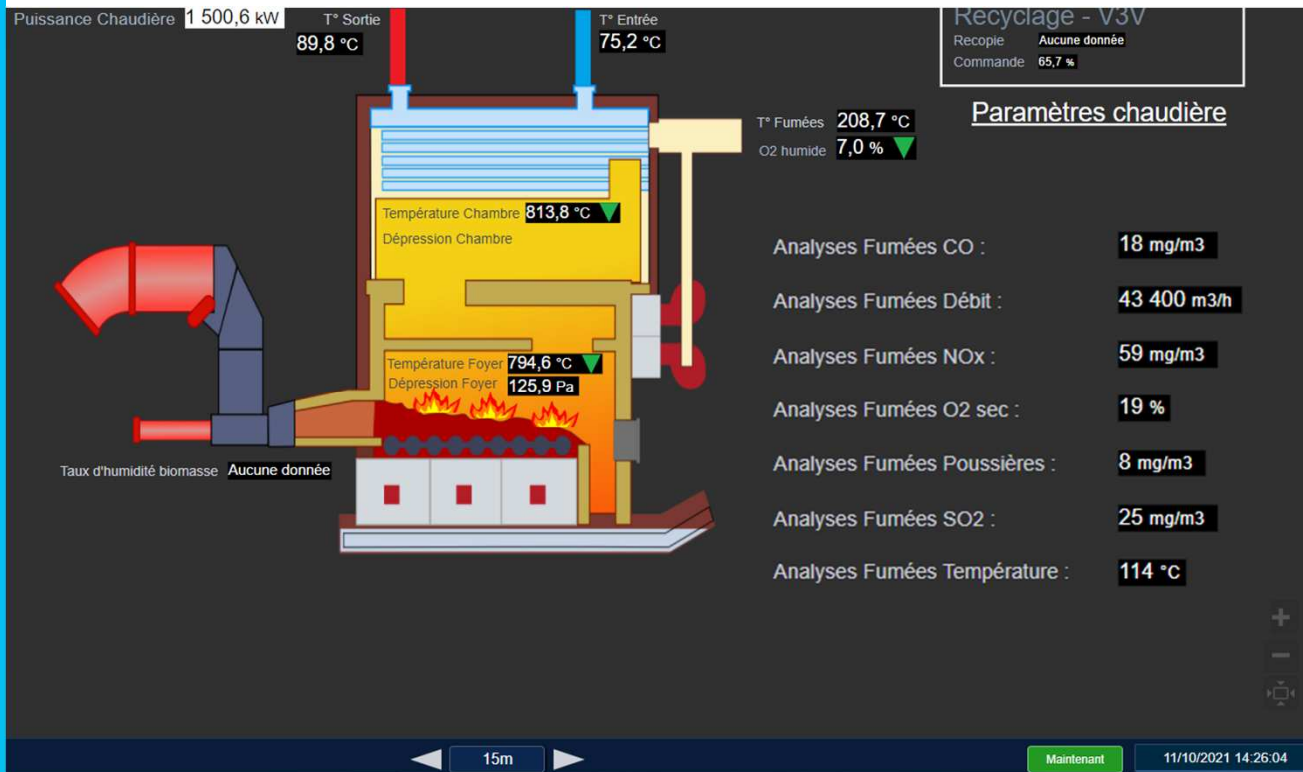 Puissance Chaudière 1 500,6 kW
T° Sortie
89,8 °C
T° Entrée
75,2 °C
Recyclage - V3V
Recopie Aucune donnée
Commande 65,7 %
Paramètres chaudière
T° Fumées 208,7 °C
O2 humide 7,0 %
Température Chambre 813,8 °C
Dépression Chambre
Température Foyer 794,6 °C
Dépression Foyer 125,9 Pa
Taux d'humidité biomasse Aucune donnée
Analyses Fumées CO : 18 mg/m3
Analyses Fumées Débit : 43 400 m3/h
Analyses Fumées NOx : 59 mg/m3
Analyses Fumées O2 sec : 19 %
Analyses Fumées Poussières : 8 mg/m3
Analyses Fumées SO2 : 25 mg/m3
Analyses Fumées Température : 114 °C
15m
Maintenant
11/10/2021 14:26:04